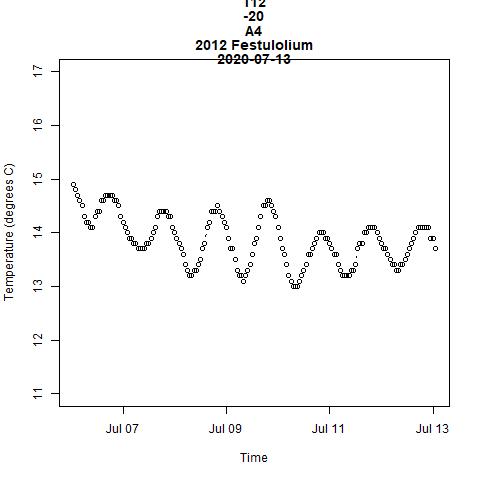 T12
-20
A4
2012 Festulolium
2020-07-13
17
16
15
14
13
12
11
Temperature (degrees C)
Jul 07
Jul 09
Jul 11
Jul 13
Time